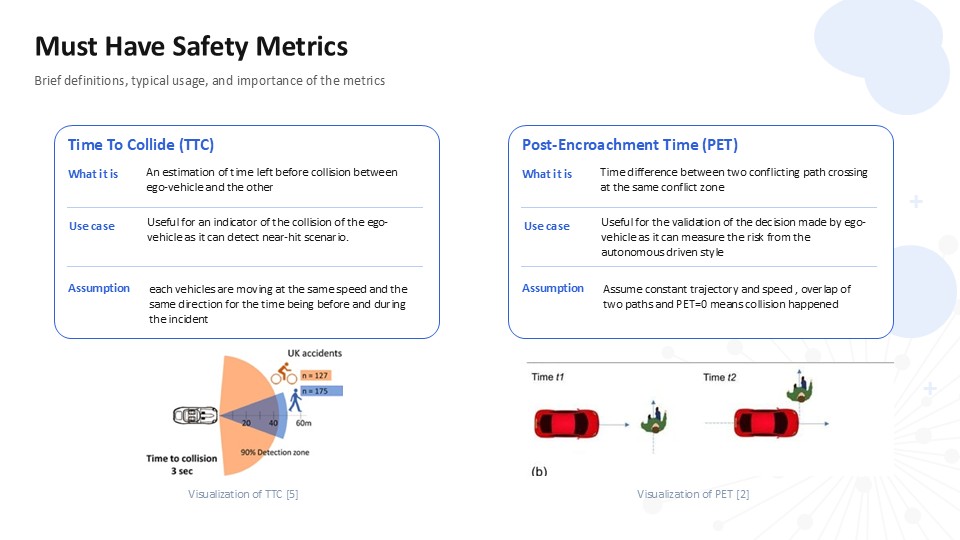 Must Have Safety Metrics
Brief definitions, typical usage, and importance of the metrics
Time To Collide (TTC)
What it is
An estimation of time left before collision between
ego-vehicle and the other
Use case
Useful for an indicator of the collision of the ego-
vehicle as it can detect near-hit scenario.
Assumption
each vehicles are moving at the same speed and the
same direction for the time being before and during
the incident
Post-Encroachment Time (PET)
What it is
Time difference between two conflicting path crossing
at the same conflict zone
Use case
Useful for the validation of the decision made by ego-
vehicle as it can measure the risk from the
autonomous driven style
Assumption
Assume constant trajectory and speed , overlap of
two paths and PET=0 means collision happened
UK accidents
n = 127
n = 175
20
40
60m
90% Detection zone
Time to collision
3 sec
Visualization of TTC [5]
Time t1
Time t2
(b)
Visualization of PET [2]